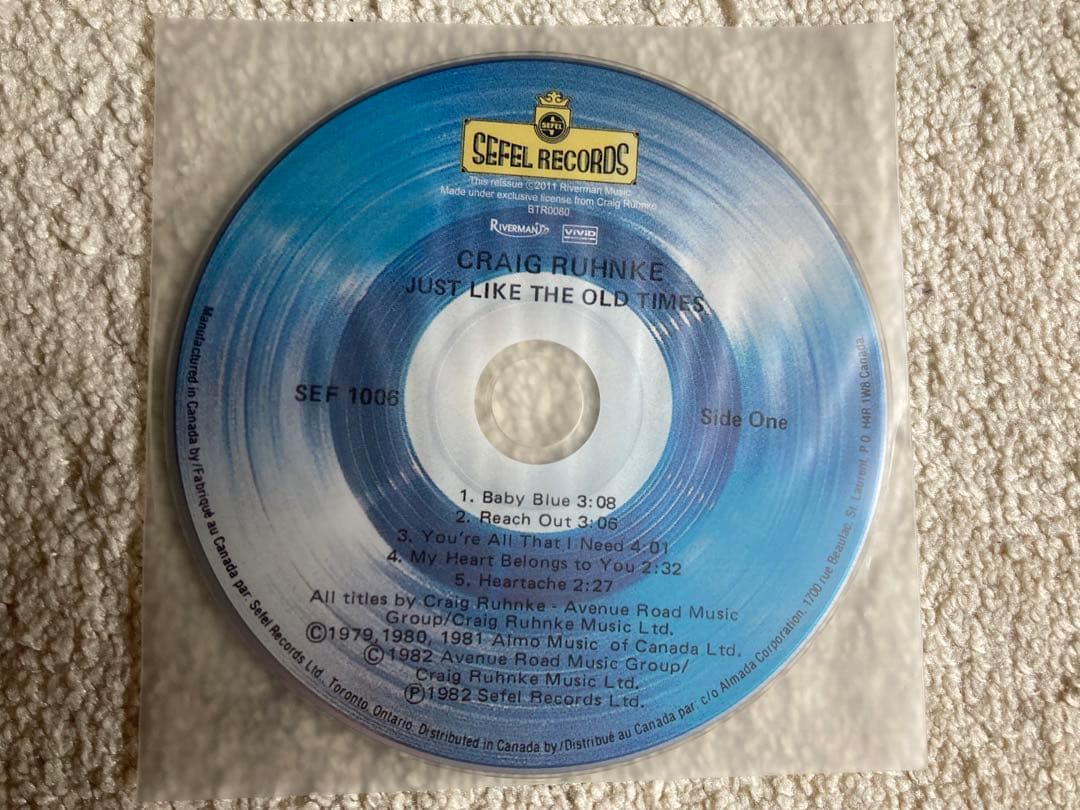 SEFEL
SEFEL RECORDS
This reissue ©2011 Riverman Music
Made under exclusive license from Craig Ruhnke
BTR0080
RIVERMAN
ViViD
CRAIG RUHNKE
JUST LIKE THE OLD TIMES
SEF 1006
Side One
1. Baby Blue 3:08
2. Reach Out 3:06
3. You're All That I Need 4:01
4. My Heart Belongs to You 2:32
5. Heartache 2:27
All titles by Craig Ruhnke - Avenue Road Music
Group/Craig Ruhnke Music Ltd.
©1979, 1980, 1981 Almo Music of Canada Ltd.
©1982 Avenue Road Music Group/
Craig Ruhnke Music Ltd.
℗1982 Sefel Records Ltd.
Manufactured in Canada by/Fabriqué au Canada par: Sefel Records Ltd., Toronto, Ontario. Distributed in Canada by/Distribué au Canada par: c/o Almada Corporation, 1700 rue Beaulac, St. Laurent, P.Q. H4R 1W8 Canada